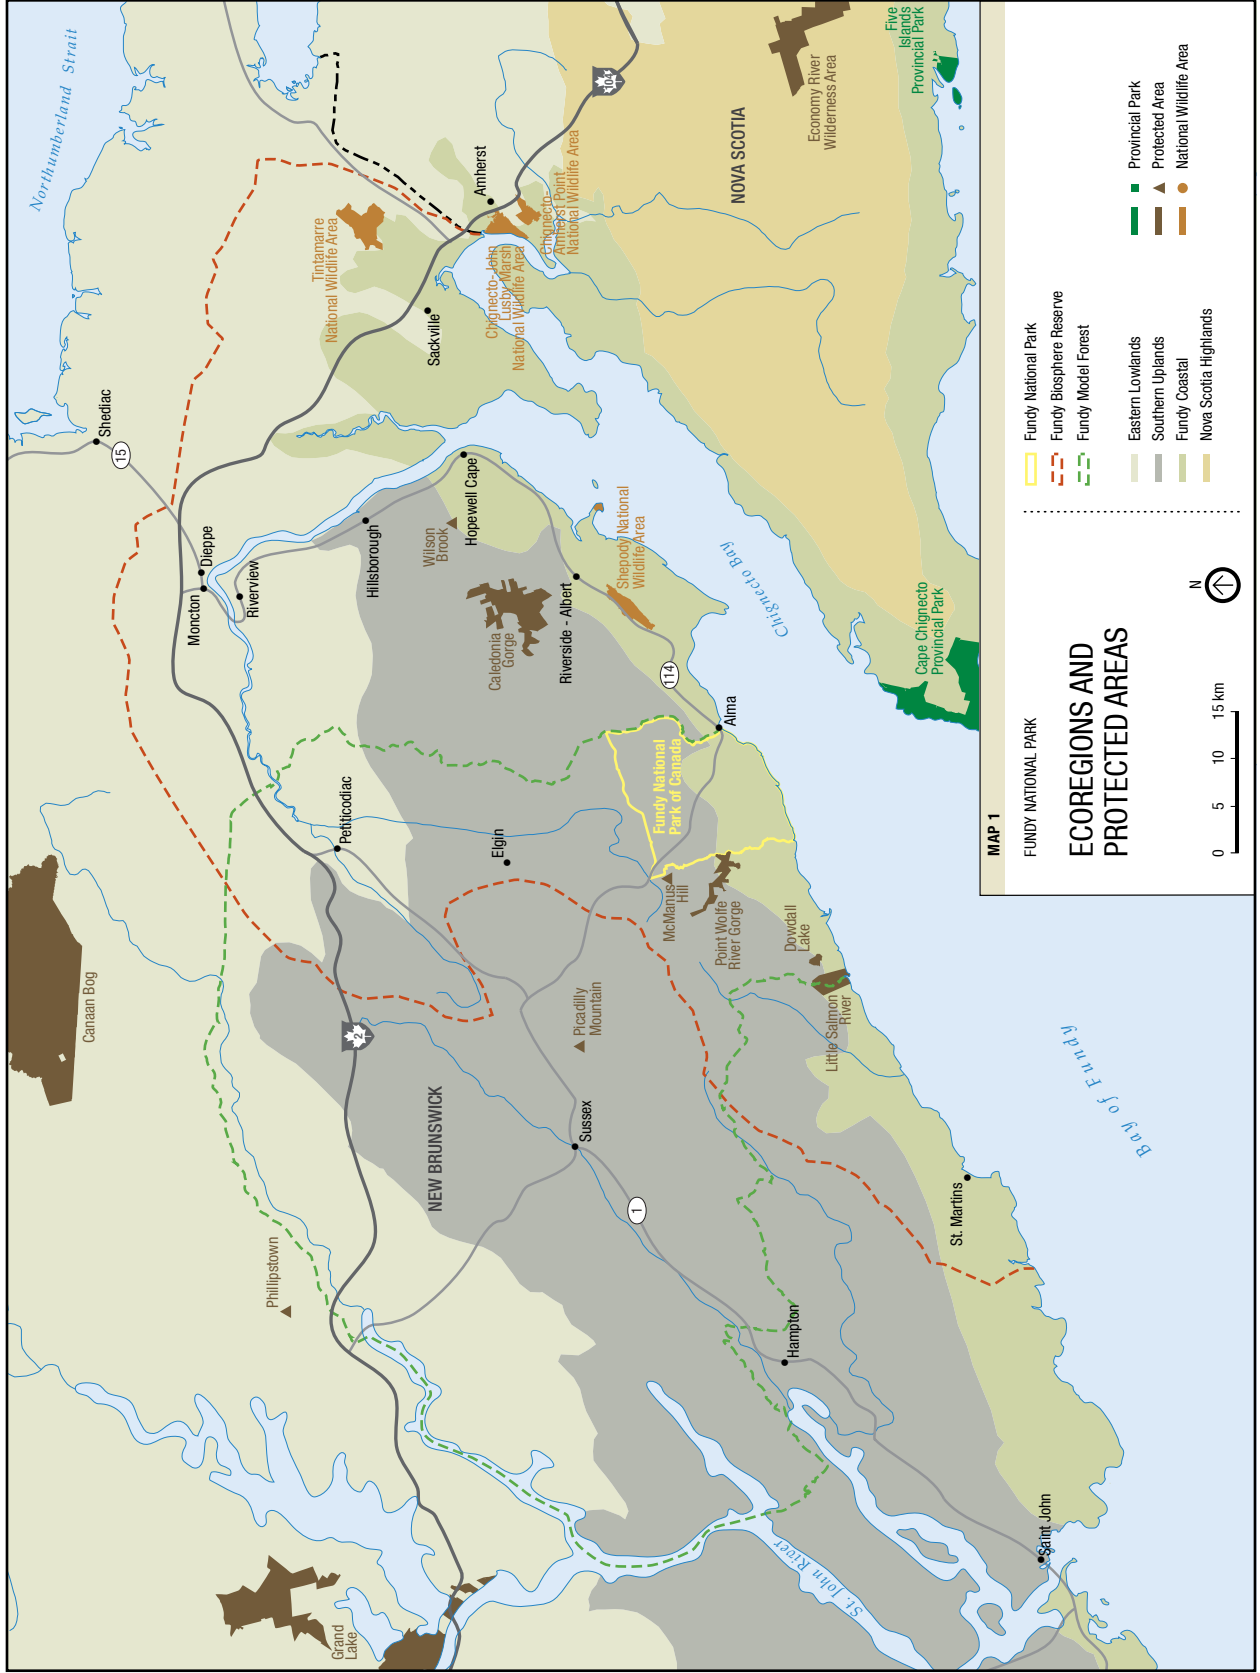 Northumberland Strait
Shediac
15
Tintamarre
National Wildlife Area
Amherst
104
Sackville
Chignecto-John
Lusby Marsh
National Wildlife Area
Chignecto-
Amherst Point
National Wildlife Area
NOVA SCOTIA
Economy River
Wilderness Area
Five
Islands
Provincial Park
Moncton
Dieppe
Riverview
Hillsborough
Wilson
Brook
Hopewell Cape
Caledonia
Gorge
Riverside - Albert
Shepody National
Wildlife Area
114
Alma
Chignecto Bay
Cape Chignecto
Provincial Park
Canaan Bog
Petiticodiac
Elgin
Fundy National
Park of Canada
McManus
Hill
Point Wolfe
River Gorge
Dowdall
Lake
Little Salmon
River
2
Picadilly
Mountain
NEW BRUNSWICK
Sussex
1
Phillipstown
Hampton
St. Martins
Bay of Fundy
Grand
Lake
St. John River
Saint John
MAP 1
FUNDY NATIONAL PARK
ECOREGIONS AND
PROTECTED AREAS
0 5 10 15 km
N
Fundy National Park
Fundy Biosphere Reserve
Fundy Model Forest
Eastern Lowlands
Southern Uplands
Fundy Coastal
Nova Scotia Highlands
Provincial Park
Protected Area
National Wildlife Area